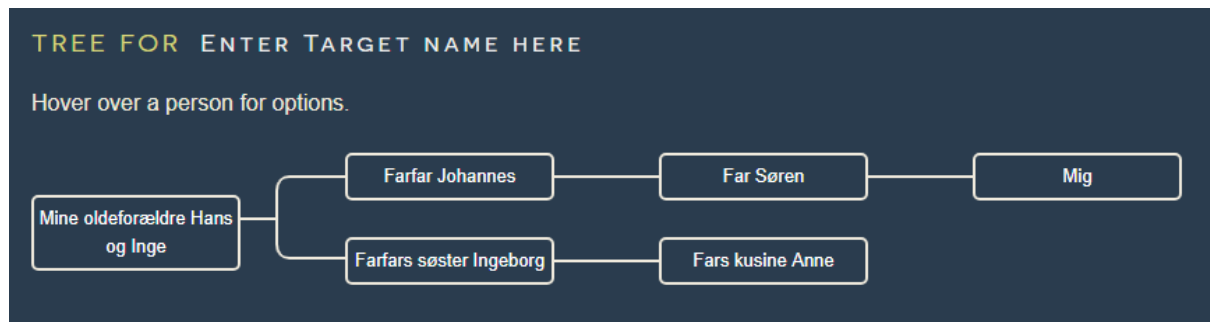 TREE FOR ENTER TARGET NAME HERE
Hover over a person for options.
Farfar Johannes
Far Søren
Mig
Mine oldeforældre Hans
og Inge
Farfars søster Ingeborg
Fars kusine Anne